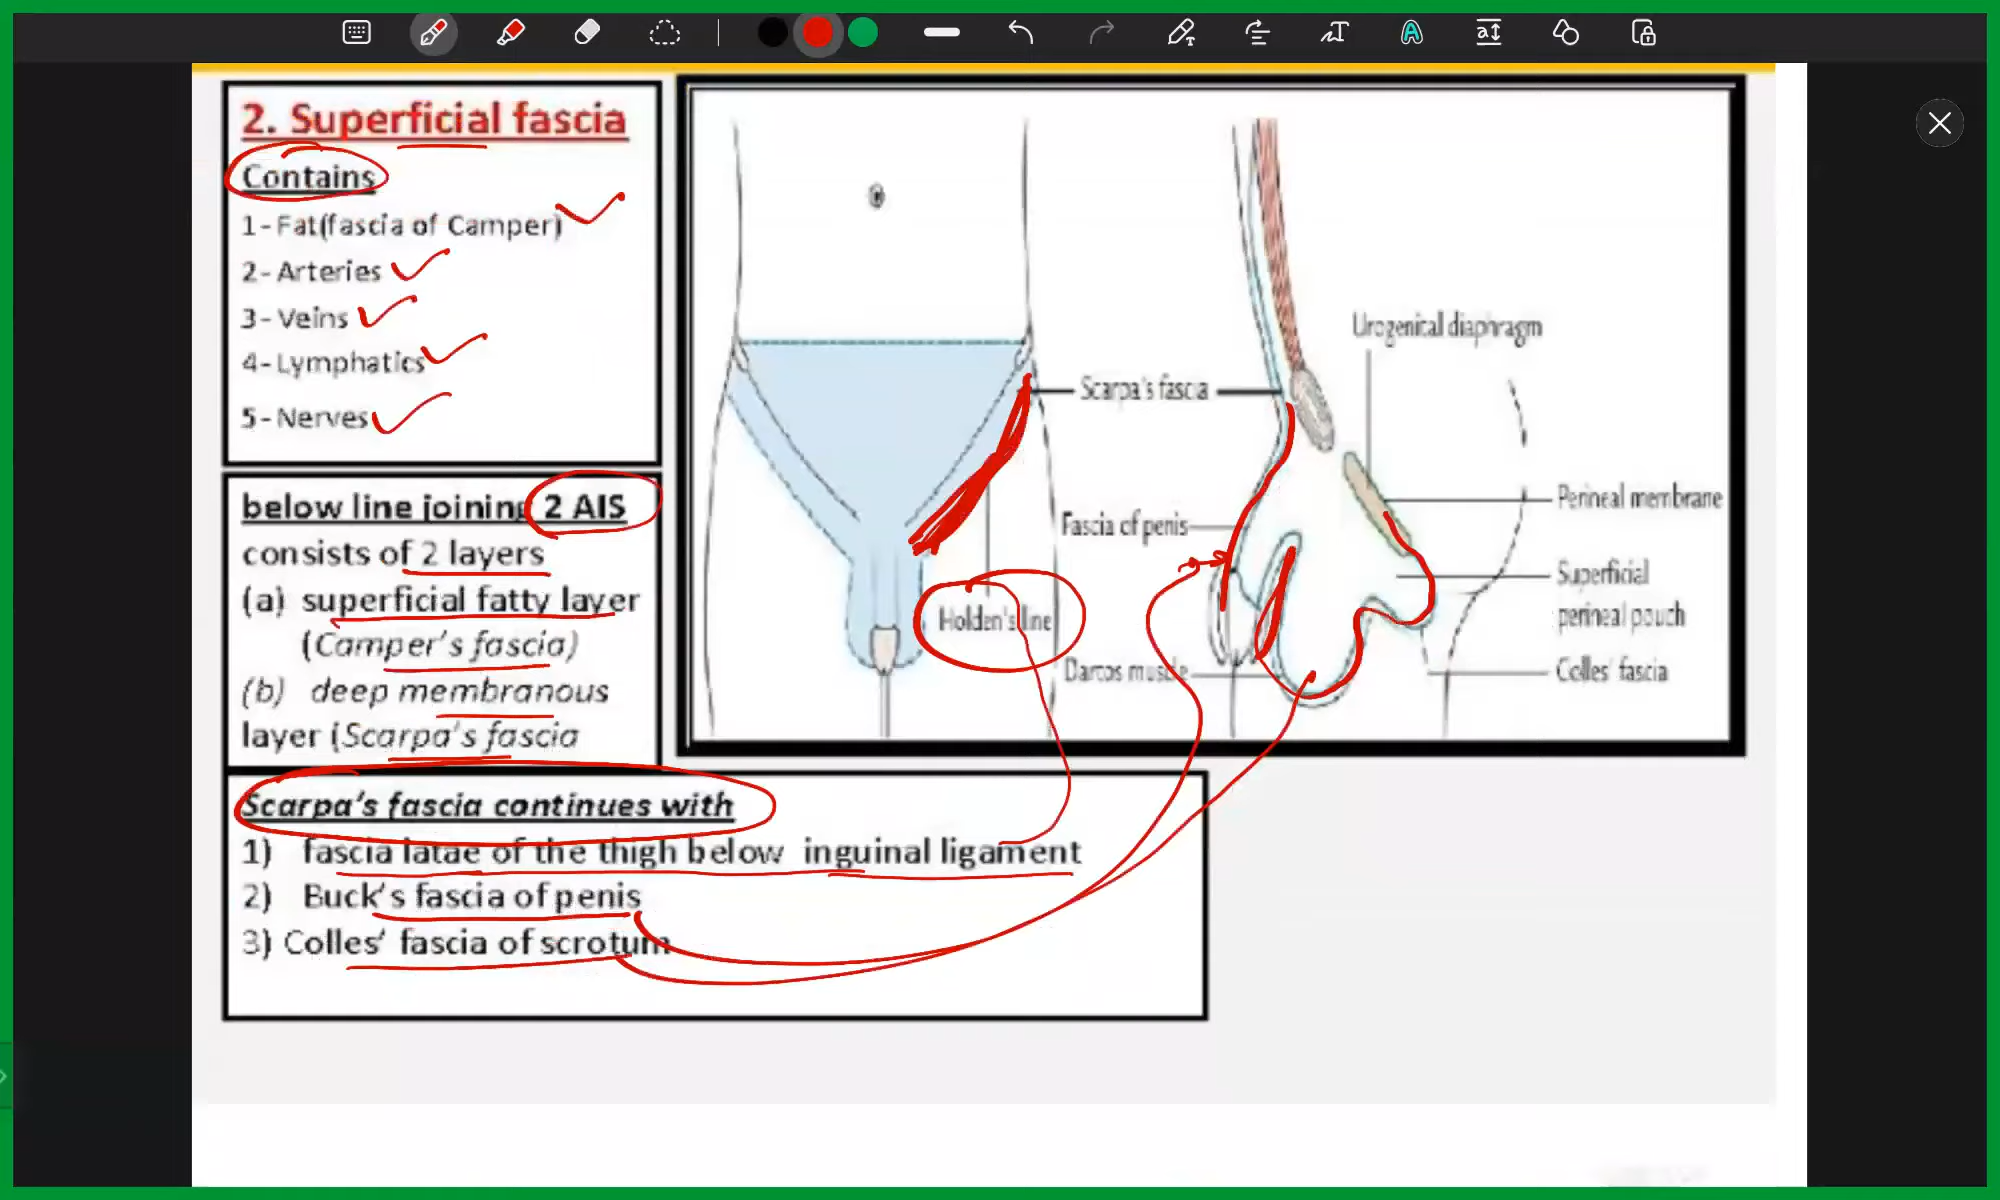 2. Superficial fascia
Contains
1- Fat(fascia of Camper)
2- Arteries
3- Veins
4- Lymphatics
5- Nerves
below line joining 2 AIS
consists of 2 layers
(a) superficial fatty layer
(Camper's fascia)
(b) deep membranous
layer (Scarpa's fascia
Scarpa's fascia continues with
1) fascia latae of the thigh below inguinal ligament
2) Buck's fascia of penis
3) Colles' fascia of scrotum
Urogenital diaphragm
Scarpa's fascia
Perineal membrane
Fascia of penis
Superficial
perineal pouch
Holden's line
Dartos muscle
Colles' fascia